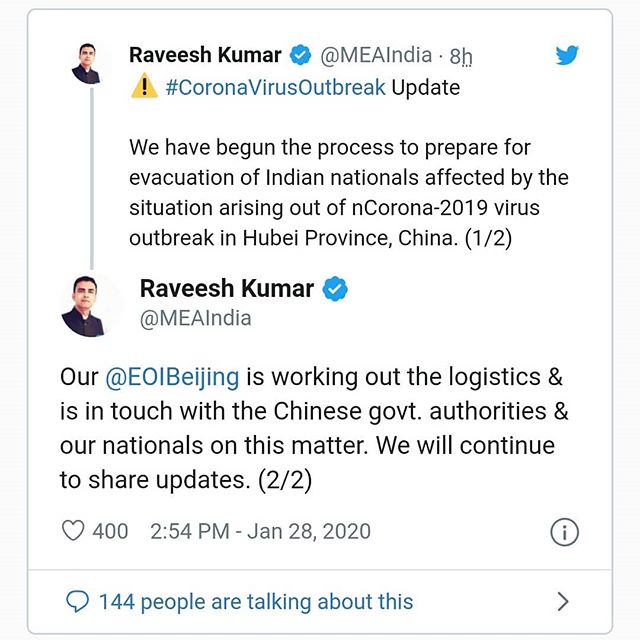 Raveesh Kumar @MEAIndia · 8h
⚠️ #CoronaVirusOutbreak Update
We have begun the process to prepare for
evacuation of Indian nationals affected by the
situation arising out of nCorona-2019 virus
outbreak in Hubei Province, China. (1/2)
Raveesh Kumar
@MEAIndia
Our @EOIBeijing is working out the logistics &
is in touch with the Chinese govt. authorities &
our nationals on this matter. We will continue
to share updates. (2/2)
400 2:54 PM - Jan 28, 2020
144 people are talking about this